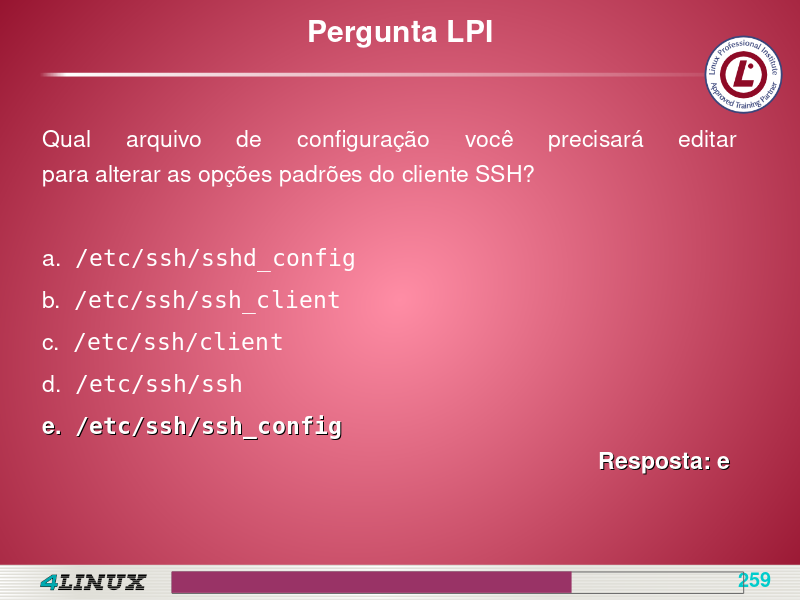 Pergunta LPI
Linux Professional Institute
Approved Training Partner
Qual arquivo de configuração você precisará editar
para alterar as opções padrões do cliente SSH?
a. /etc/ssh/sshd_config
b. /etc/ssh/ssh_client
c. /etc/ssh/client
d. /etc/ssh/ssh
e. /etc/ssh/ssh_config
Resposta: e
4LINUX
259